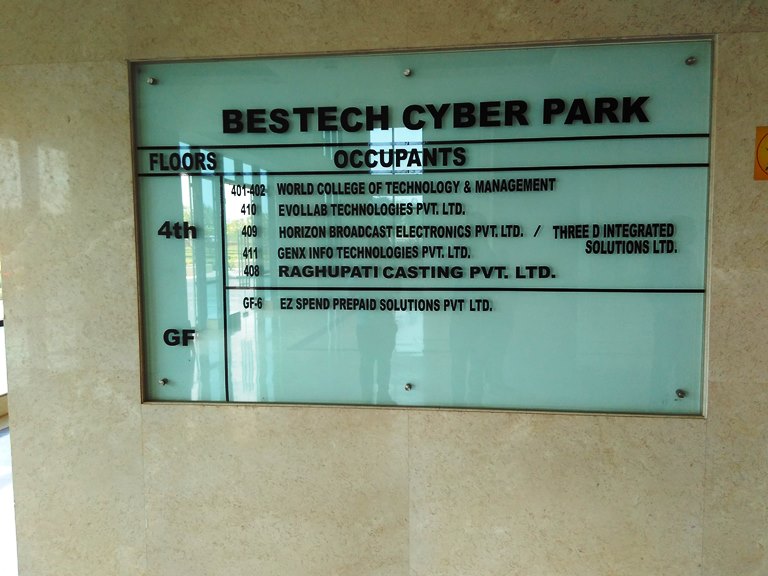 BESTECH CYBER PARK
FLOORS OCCUPANTS
4th
401-402 WORLD COLLEGE OF TECHNOLOGY & MANAGEMENT
410 EVOLLAB TECHNOLOGIES PVT. LTD.
409 HORIZON BROADCAST ELECTRONICS PVT. LTD. / THREE D INTEGRATED
SOLUTIONS LTD.
411 GENX INFO TECHNOLOGIES PVT. LTD.
408 RAGHUPATI CASTING PVT. LTD.
GF
GF-6 EZ SPEND PREPAID SOLUTIONS PVT LTD.